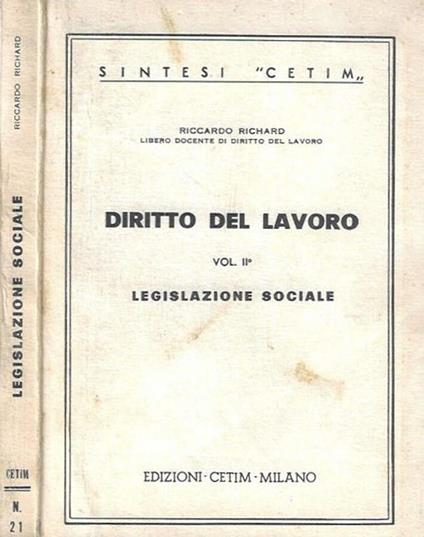 RICCARDO RICHARD
LEGISLAZIONE SOCIALE
CETIM
N.
21
SINTESI "CETIM„
RICCARDO RICHARD
LIBERO DOCENTE DI DIRITTO DEL LAVORO
DIRITTO DEL LAVORO
VOL. II°
LEGISLAZIONE SOCIALE
EDIZIONI-CETIM-MILANO